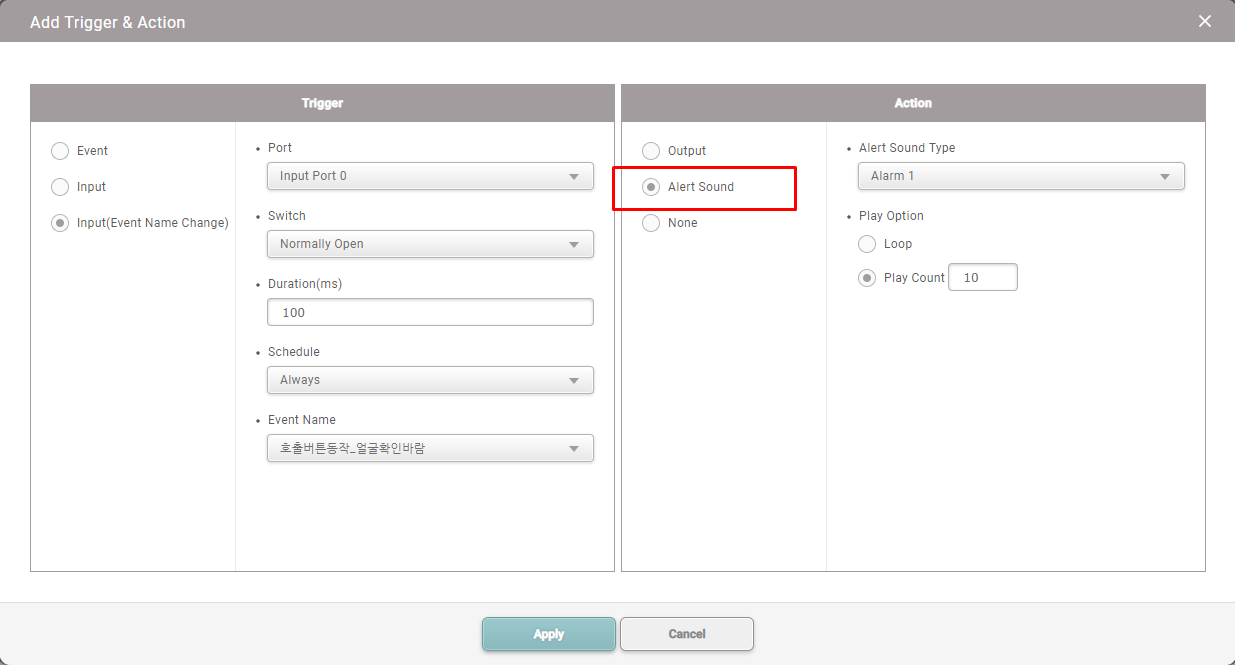 Add Trigger & Action
Trigger
Event
Input
Input(Event Name Change)
Port
Input Port 0
Switch
Normally Open
Duration(ms)
100
Schedule
Always
Event Name
호출버튼동작_얼굴확인바람
Action
Output
Alert Sound
None
Alert Sound Type
Alarm 1
Play Option
Loop
Play Count 10
Apply
Cancel